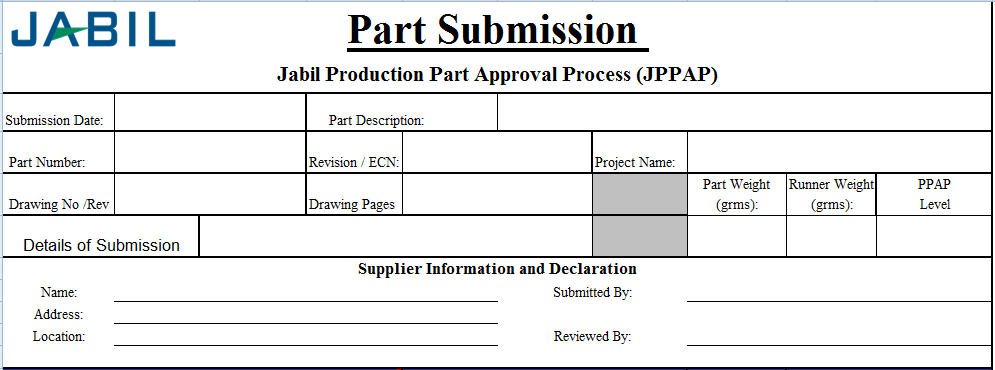 JABIL
Part Submission
Jabil Production Part Approval Process (JPPAP)
Submission Date:
Part Description:
Part Number:
Revision / ECN:
Project Name:
Drawing No /Rev
Drawing Pages
Part Weight
(grms):
Runner Weight
(grms):
PPAP
Level
Details of Submission
Supplier Information and Declaration
Name:
Submitted By:
Address:
Location:
Reviewed By: